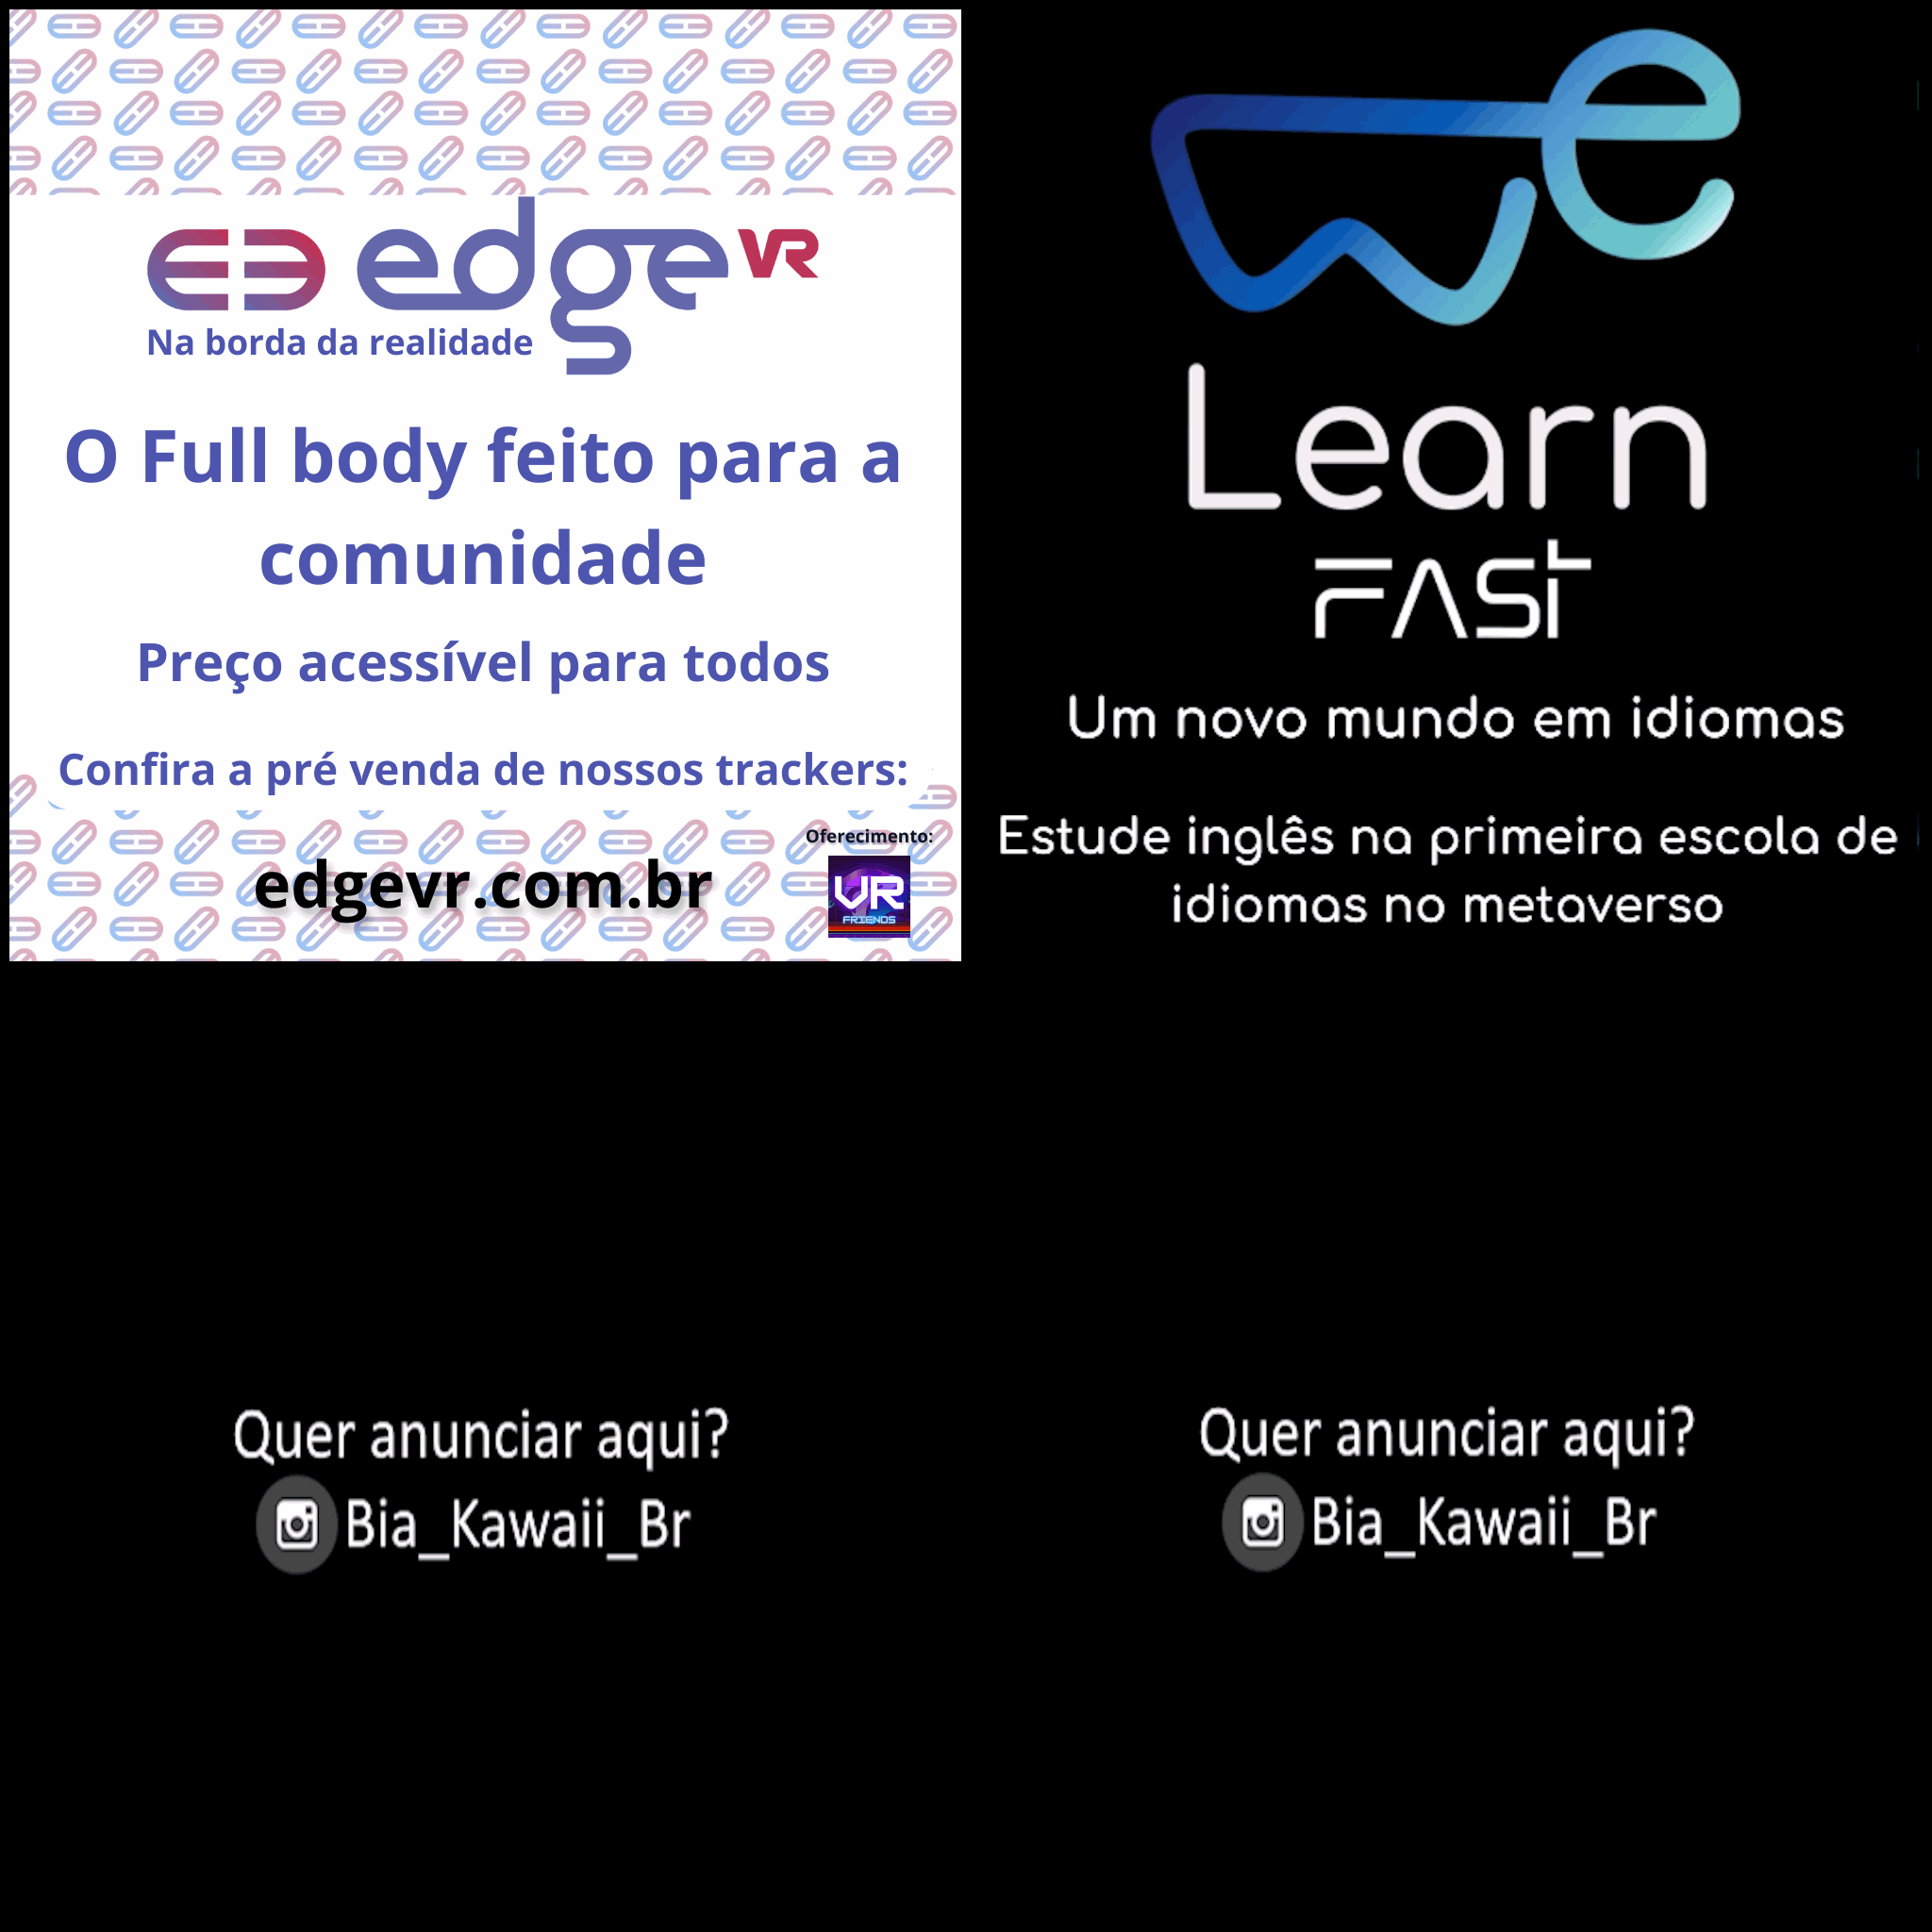 edge VR
Na borda da realidade
O Full body feito para a
comunidade
Preço acessível para todos
Confira a pré venda de nossos trackers:
Oferecimento:
edgevr.com.br
VR
FRIENDS
we
Learn
FAST
Um novo mundo em idiomas
Estude inglês na primeira escola de
idiomas no metaverso
Quer anunciar aqui?
Bia_Kawaii_Br
Quer anunciar aqui?
Bia_Kawaii_Br